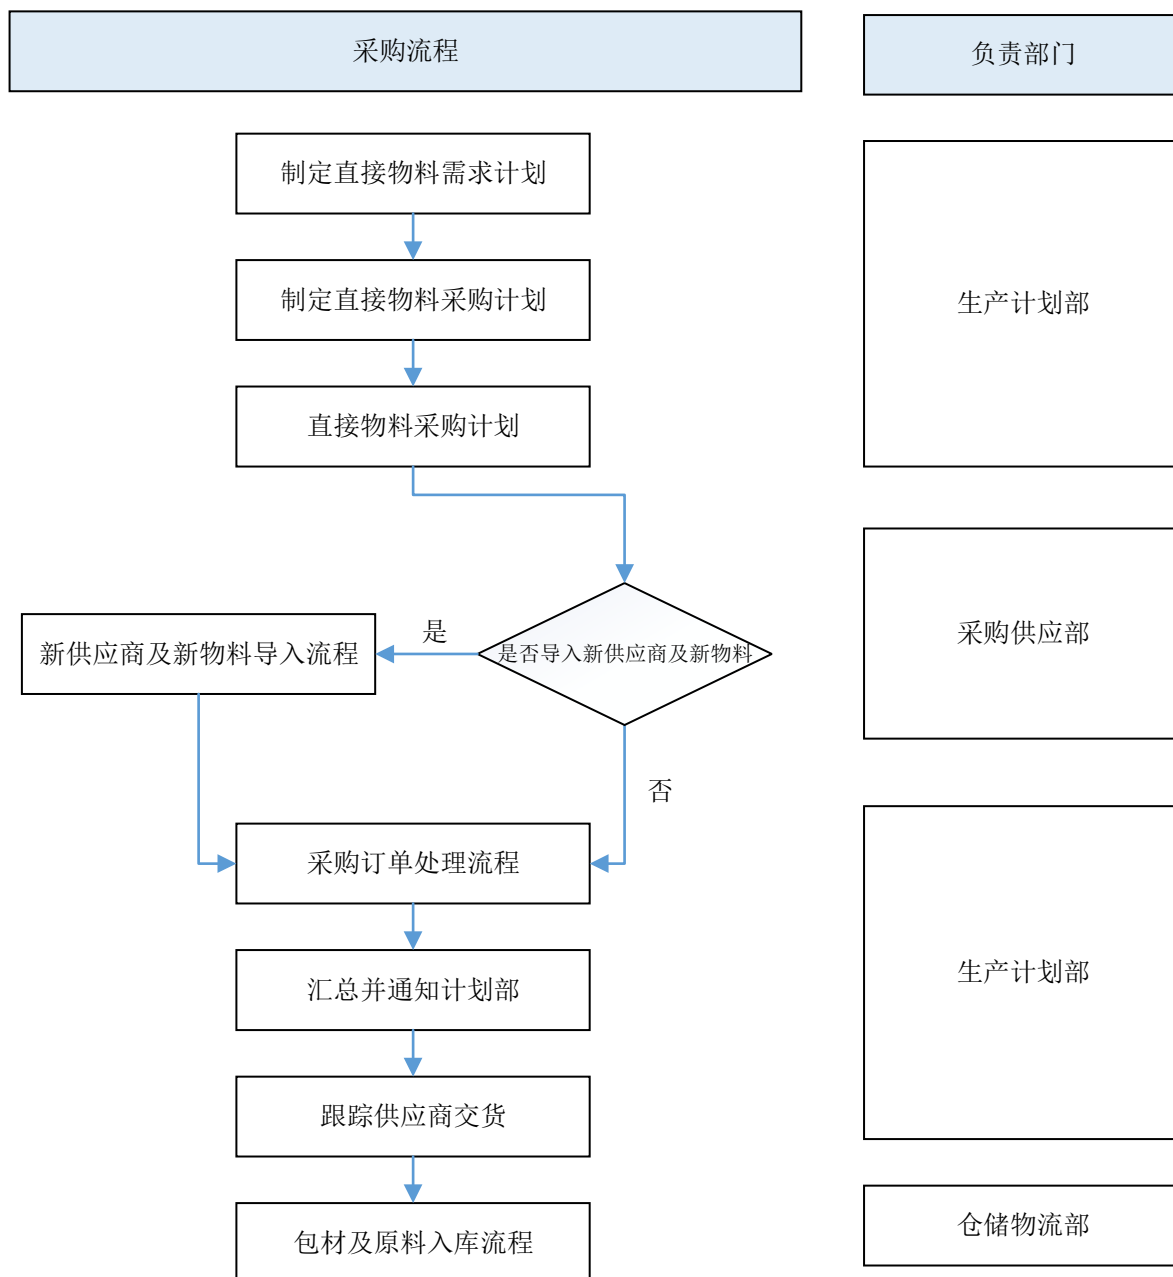 采购流程
负责部门
制定直接物料需求计划
制定直接物料采购计划
生产计划部
直接物料采购计划
采购供应部
是
新供应商及新物料导入流程
是否导入新供应商及新物料
否
采购订单处理流程
生产计划部
汇总并通知计划部
跟踪供应商交货
仓储物流部
包材及原料入库流程